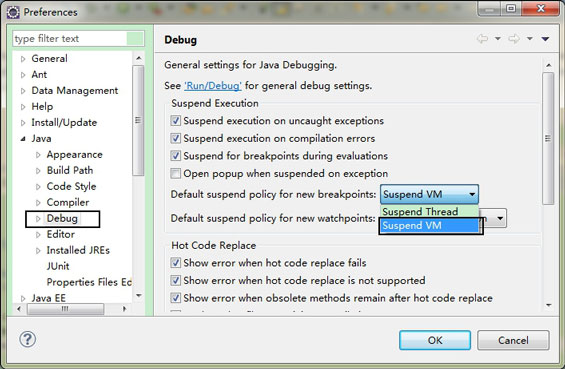 Preferences
type filter text
General
Ant
Data Management
Help
Install/Update
Java
Appearance
Build Path
Code Style
Compiler
Debug
Editor
Installed JREs
JUnit
Properties Files Ed
Java EE
Debug
General settings for Java Debugging.
See 'Run/Debug' for general debug settings.
Suspend Execution
Suspend execution on uncaught exceptions
Suspend execution on compilation errors
Suspend for breakpoints during evaluations
Open popup when suspended on exception
Default suspend policy for new breakpoints: Suspend VM
Suspend Thread
Default suspend policy for new watchpoints:
Suspend VM
Hot Code Replace
Show error when hot code replace fails
Show error when hot code replace is not supported
Show error when obsolete methods remain after hot code replace
OK
Cancel